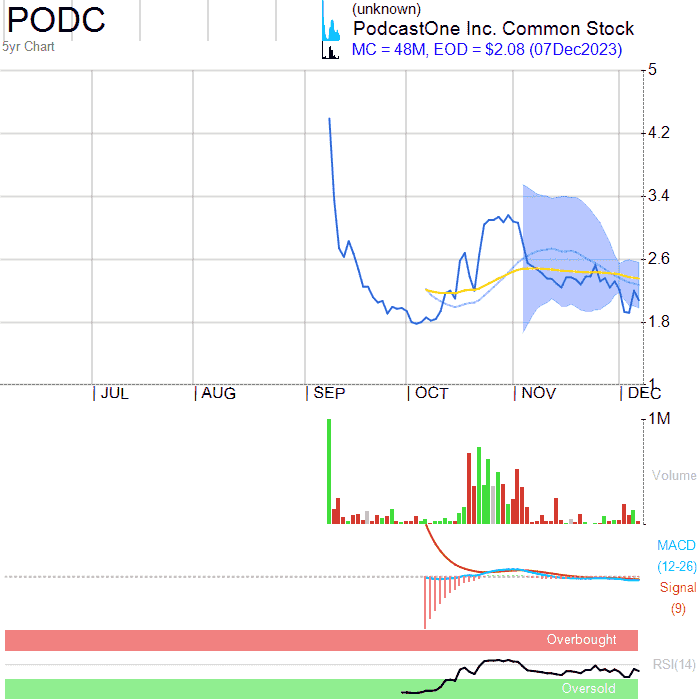 PODC
5yr Chart
(unknown)
PodcastOne Inc. Common Stock
MC = 48M, EOD = $2.08 (07Dec2023)
5
4.2
3.4
2.6
1.8
1
JUL AUG SEP OCT NOV DEC
1M
Volume
MACD
(12-26)
Signal
(9)
Overbought
RSI(14)
Oversold